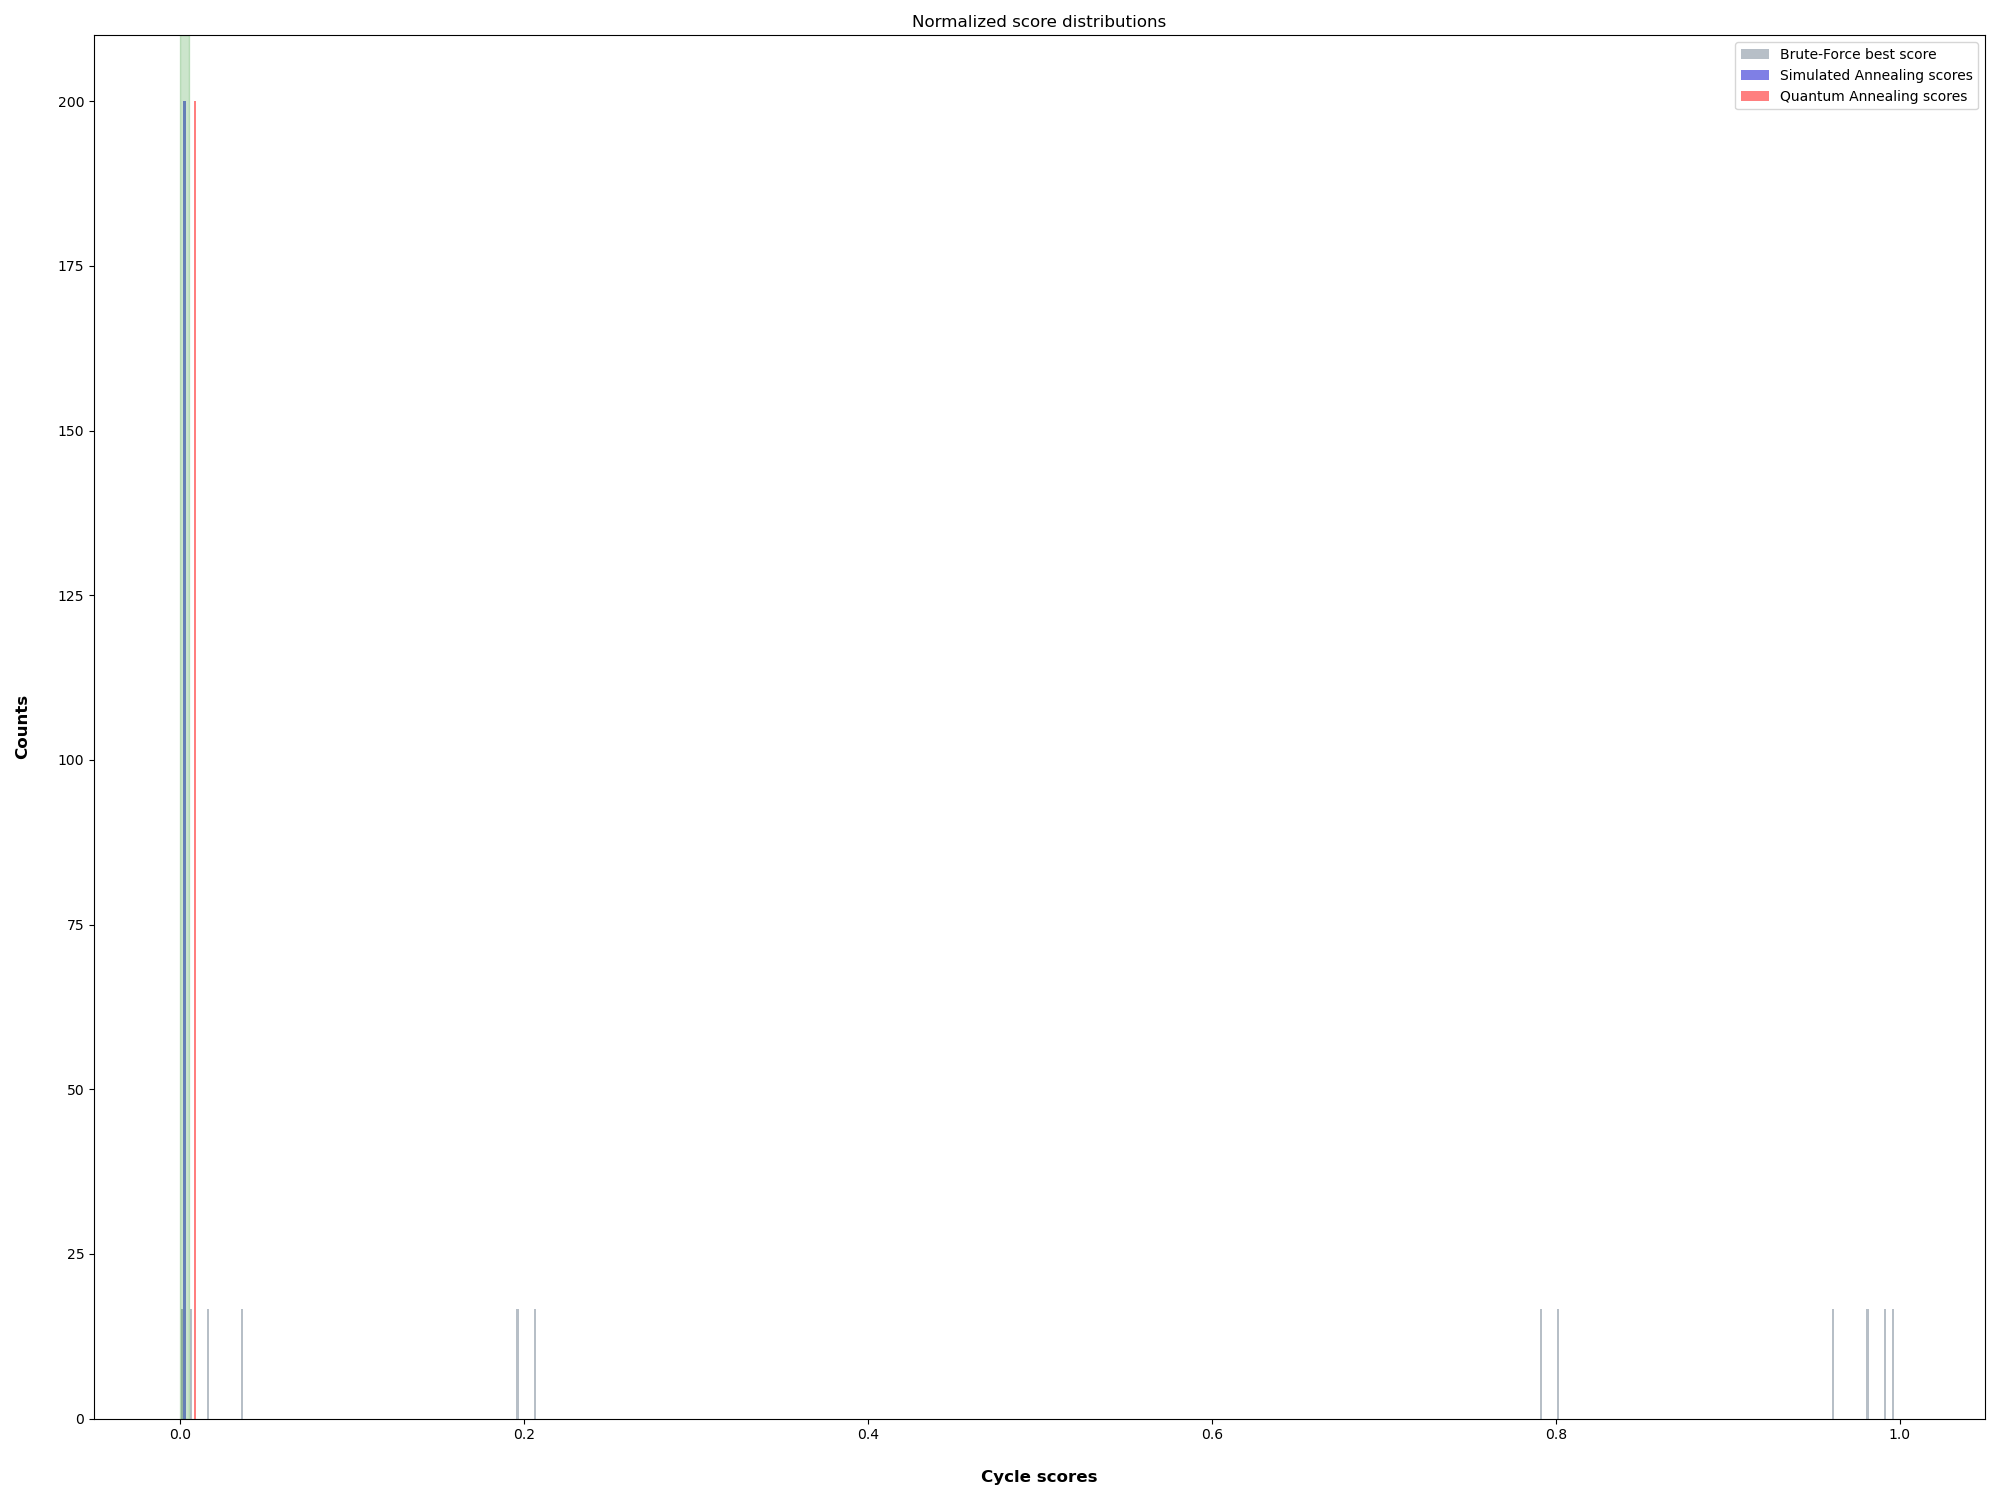 Normalized score distributions
Brute-Force best score
Simulated Annealing scores
Quantum Annealing scores
200
175
150
125
100
75
50
25
0
Counts
0.0 0.2 0.4 0.6 0.8 1.0
Cycle scores